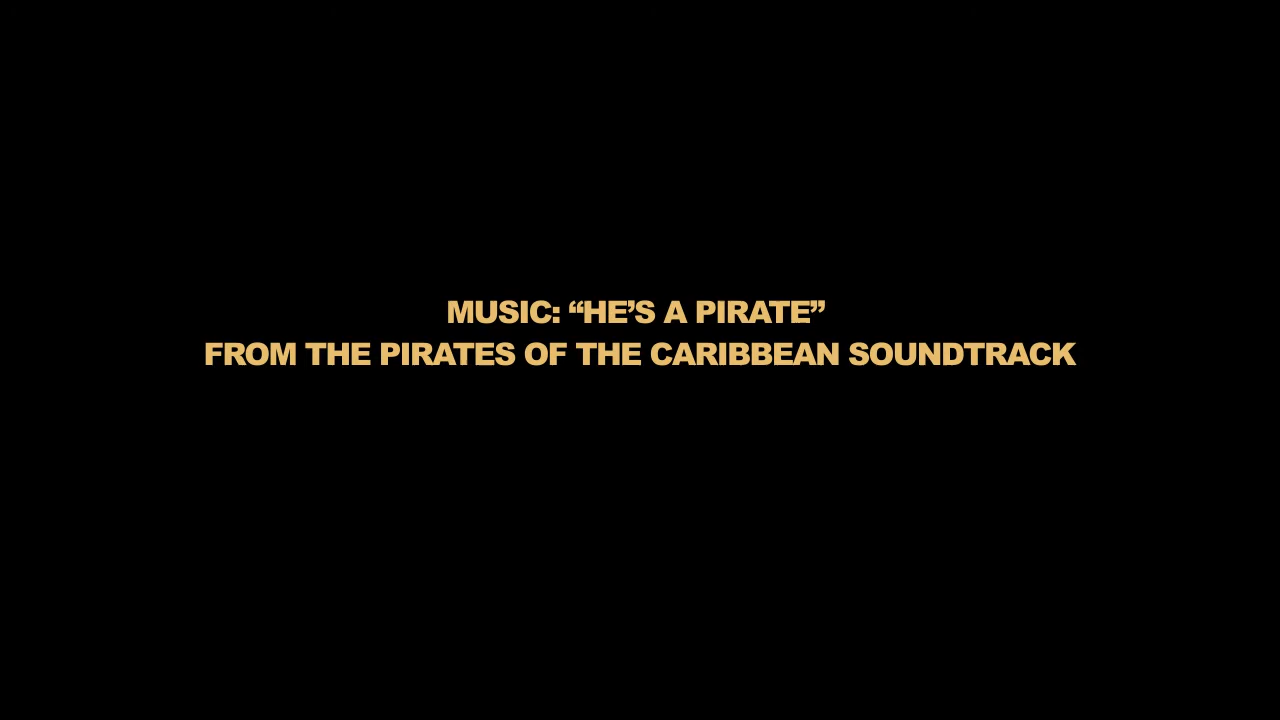 MUSIC: “HE’S A PIRATE”
FROM THE PIRATES OF THE CARIBBEAN SOUNDTRACK